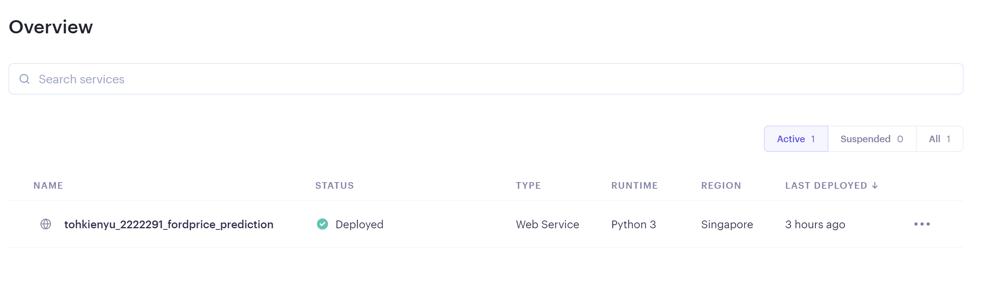 Overview
Search services
Active 1 Suspended 0 All 1
NAME STATUS TYPE RUNTIME REGION LAST DEPLOYED ↓
tohkienyu_2222291_fordprice_prediction Deployed Web Service Python 3 Singapore 3 hours ago